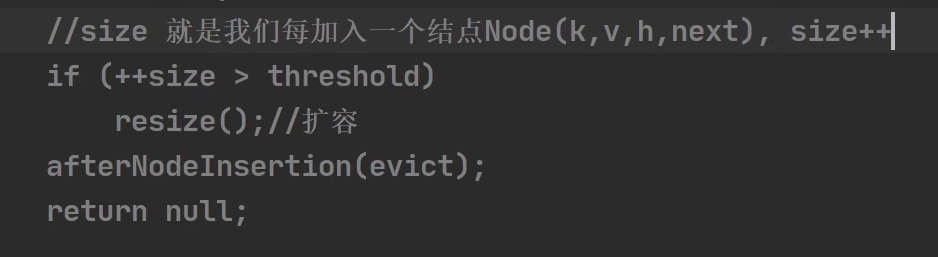 //size 就是我们每加入一个结点Node(k,v,h,next), size++
if (++size > threshold)
    resize();//扩容
afterNodeInsertion(evict);
return null;